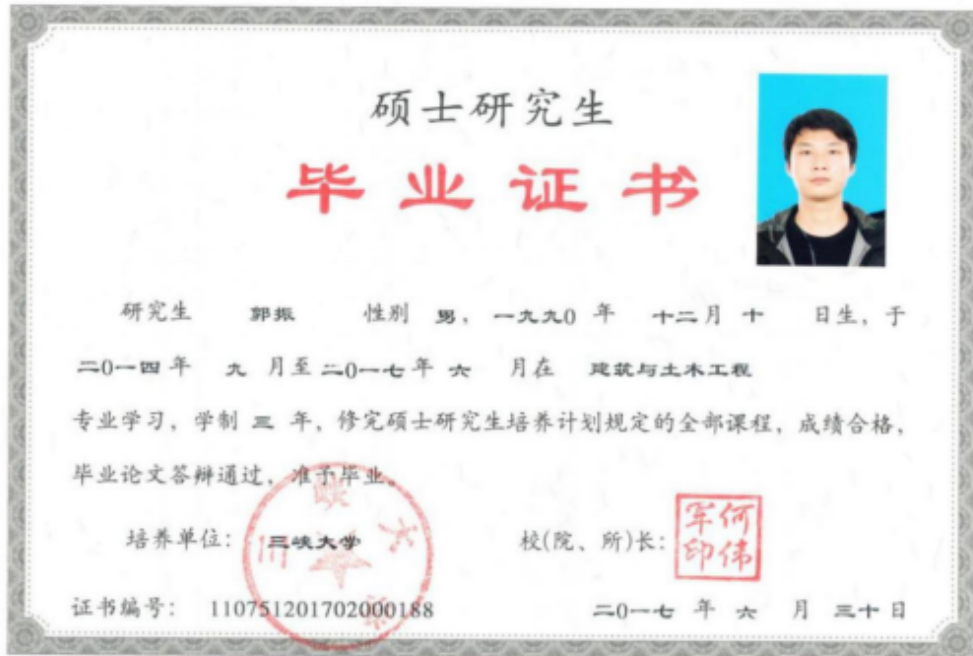 硕士研究生
毕业证书
研究生 郭振 性别 男，一九九0 年 十二月 十 日生，于
二0一四年 九 月至 二0一七年 六 月在 建筑与土木工程
专业学习，学制 三 年，修完硕士研究生培养计划规定的全部课程，成绩合格，
毕业论文答辩通过，准予毕业。
培养单位：三峡大学 校(院、所)长：何伟军印
三峡大学
证书编号：110751201702000188 二0一七 年 六 月 三十日